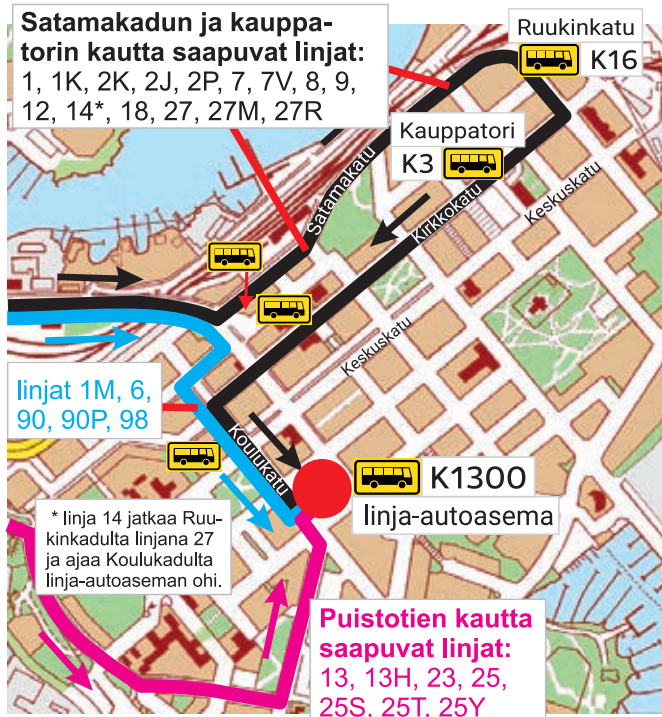 Satamakadun ja kauppa-
torin kautta saapuvat linjat:
1, 1K, 2K, 2J, 2P, 7, 7V, 8, 9,
12, 14*, 18, 27, 27M, 27R
Ruukinkatu
K16
Kauppatori
K3
Satamakatu
Kirkkokatu
Keskuskatu
Keskuskatu
linjat 1M, 6,
90, 90P, 98
Koulukatu
K1300
linja-autoasema
* linja 14 jatkaa Ruu-
kinkadulta linjana 27
ja ajaa Koulukadulta
linja-autoaseman ohi.
Puistotien kautta
saapuvat linjat:
13, 13H, 23, 25,
25S, 25T, 25Y